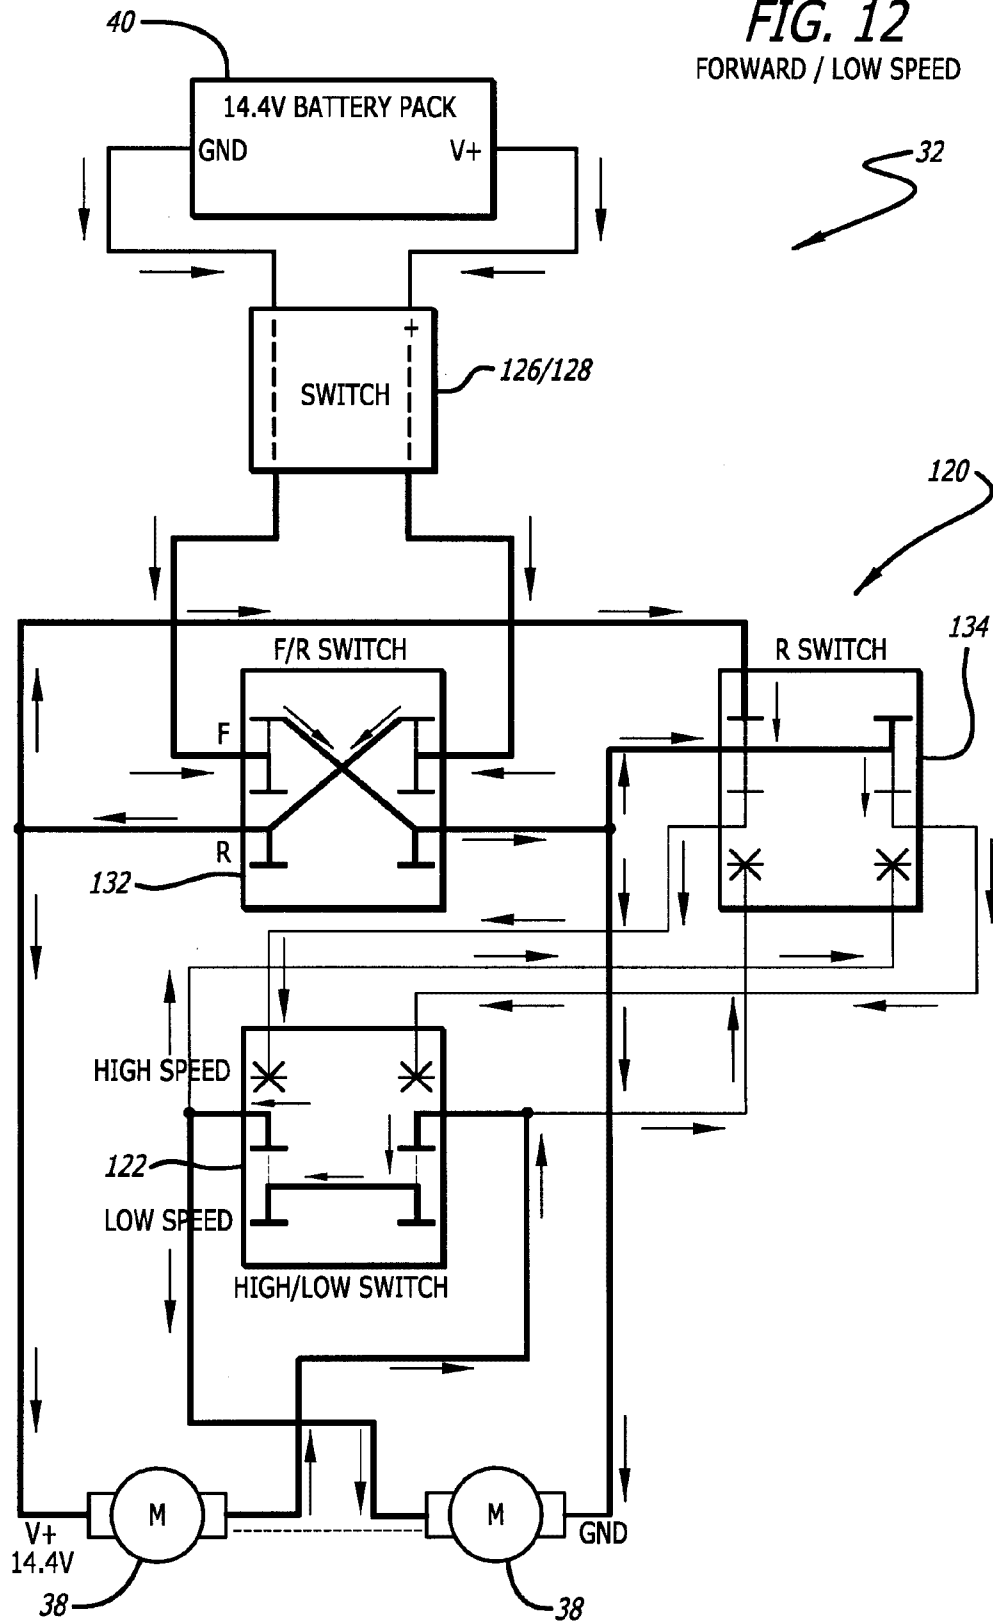 FIG. 12
FORWARD / LOW SPEED
40
14.4V BATTERY PACK
GND
V+
32
+
SWITCH
126/128
120
F/R SWITCH
R SWITCH
134
F
R
132
HIGH SPEED
122
LOW SPEED
HIGH/LOW SWITCH
M
M
V+
14.4V
GND
38
38